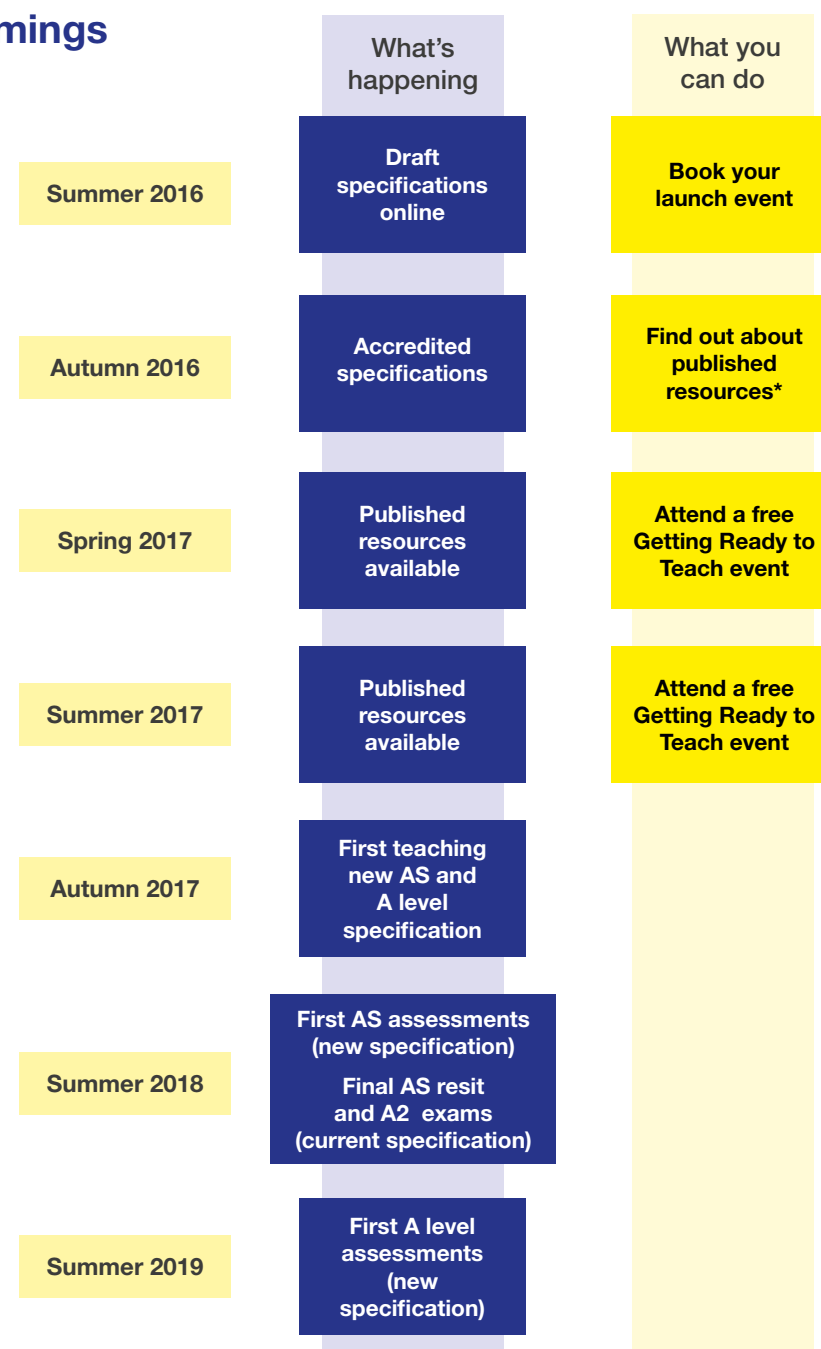 mings
What's
happening
What you
can do
Summer 2016
Draft
specifications
online
Book your
launch event
Autumn 2016
Accredited
specifications
Find out about
published
resources*
Spring 2017
Published
resources
available
Attend a free
Getting Ready to
Teach event
Summer 2017
Published
resources
available
Attend a free
Getting Ready to
Teach event
Autumn 2017
First teaching
new AS and
A level
specification
Summer 2018
First AS assessments
(new specification)
Final AS resit
and A2 exams
(current specification)
Summer 2019
First A level
assessments
(new
specification)